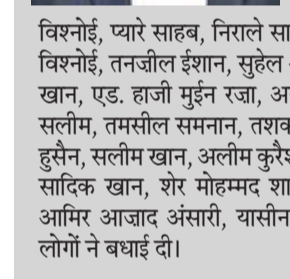 विश्नोई, प्यारे साहब, निराले सा
विश्नोई, तनज़ील ईशान, सुहेल
खान, एड. हाजी मुईन रज़ा, अ
सलीम, तमसील समनान, तशव
हुसैन, सलीम खान, अलीम कुरैश
सादिक खान, शेर मोहम्मद शा
आमिर आज़ाद अंसारी, यासीन
लोगों ने बधाई दी।